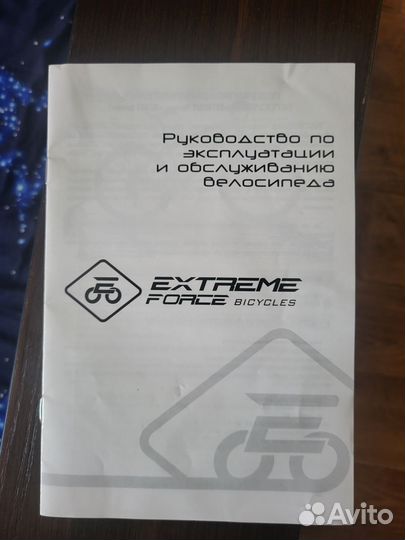 Руководство по
эксплуатации
и обслуживанию
велосипеда
EXTREME
FORCE BICYCLES
Avito